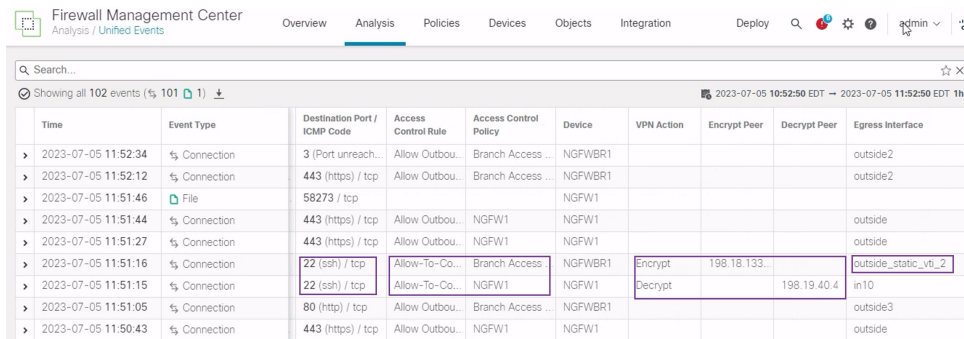 Firewall Management Center
Analysis / Unified Events
Overview Analysis Policies Devices Objects Integration Deploy 6 admin
Search...
Showing all 102 events (101 1) 2023-07-05 10:52:50 EDT → 2023-07-05 11:52:50 EDT 1h
Time Event Type Destination Port / ICMP Code Access Control Rule Access Control Policy Device VPN Action Encrypt Peer Decrypt Peer Egress Interface
2023-07-05 11:52:34 Connection 3 (Port unreach... Allow Outbou... Branch Access ... NGFWBR1 outside2
2023-07-05 11:52:12 Connection 443 (https) / tcp Allow Outbou... Branch Access ... NGFWBR1 outside2
2023-07-05 11:51:46 File 58273 / tcp NGFW1
2023-07-05 11:51:44 Connection 443 (https) / tcp Allow Outbou... NGFW1 NGFW1 outside
2023-07-05 11:51:27 Connection 443 (https) / tcp Allow Outbou... NGFW1 NGFW1 outside
2023-07-05 11:51:16 Connection 22 (ssh) / tcp Allow-To-Co... Branch Access ... NGFWBR1 Encrypt 198.18.133... outside_static_vti_2
2023-07-05 11:51:15 Connection 22 (ssh) / tcp Allow-To-Co... NGFW1 NGFW1 Decrypt 198.19.40.4 in10
2023-07-05 11:51:05 Connection 80 (http) / tcp Allow Outbou... Branch Access ... NGFWBR1 outside3
2023-07-05 11:50:43 Connection 443 (https) / tcp Allow Outbou... NGFW1 NGFW1 outside